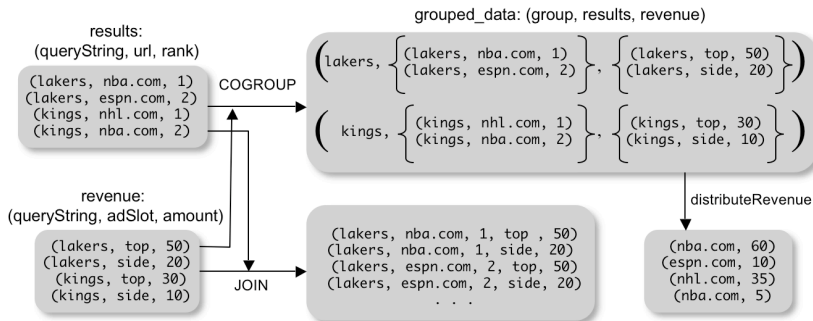 results:
(queryString, url, rank)
(lakers, nba.com, 1)
(lakers, espn.com, 2)
(kings, nhl.com, 1)
(kings, nba.com, 2)
COGROUP
grouped_data: (group, results, revenue)
(lakers, {(lakers, nba.com, 1)}, {(lakers, top, 50)})
{(lakers, espn.com, 2)} {(lakers, side, 20)}
( kings, {(kings, nhl.com, 1)}, {(kings, top, 30)})
{(kings, nba.com, 2)} {(kings, side, 10)}
revenue:
(queryString, adSlot, amount)
(lakers, top, 50)
(lakers, side, 20)
(kings, top, 30)
(kings, side, 10)
JOIN
(lakers, nba.com, 1, top , 50)
(lakers, nba.com, 1, side, 20)
(lakers, espn.com, 2, top, 50)
(lakers, espn.com, 2, side, 20)
. . .
distributeRevenue
(nba.com, 60)
(espn.com, 10)
(nhl.com, 35)
(nba.com, 5)